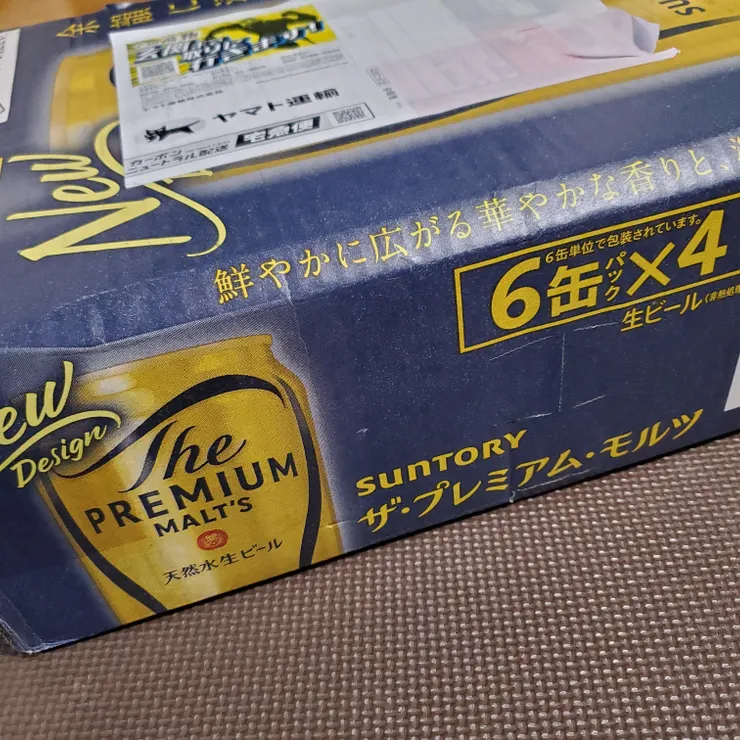 余韻に
ヤマト運輸
宅急便
カーボン
ニュートラル配送
New
鮮やかに広がる華やかな香りと、
6缶単位で包装されています。
6缶パック×4
生ビール
New
Design
The
PREMIUM
MALT'S
天然水生ビール
SUNTORY
ザ・プレミアム・モルツ